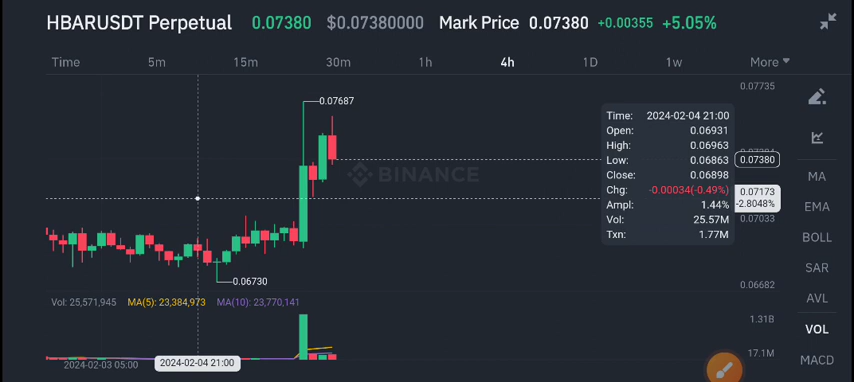 HBARUSDT Perpetual 0.07380 $0.07380000 Mark Price 0.07380 +0.00355 +5.05%
Time 5m 15m 30m 1h 4h 1D 1w More
0.07735
0.07687
Time: 2024-02-04 21:00
Open: 0.06931
High: 0.06963
Low: 0.06863
Close: 0.06898
Chg: -0.00034(-0.49%)
Ampl: 1.44%
Vol: 25.57M
Txn: 1.77M
0.07380
BINANCE
0.07173
-2.8048%
0.07033
0.06730
0.06682
MA
EMA
BOLL
SAR
AVL
VOL
MACD
Vol: 25,571,945 MA(5): 23,384,973 MA(10): 23,770,141
1.31B
17.1M
2024-02-03 05:00 2024-02-04 21:00